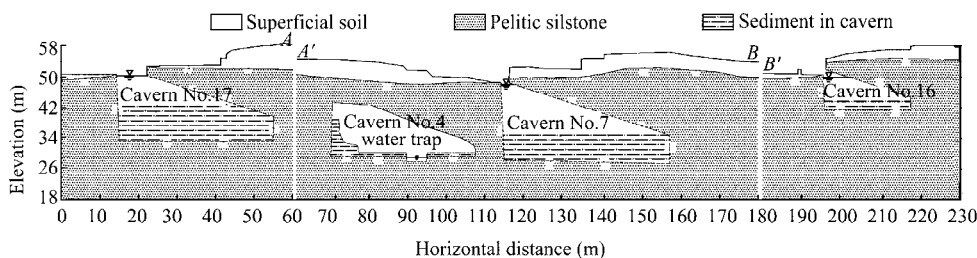 Superficial soil Pelitic silstone Sediment in cavern
58
50
42
34
26
18
Elevation (m)
A A' B B'
Cavern No.17
Cavern No.4
water trap
Cavern No.7
Cavern No.16
0 10 20 30 40 50 60 70 80 90 100 110 120 130 140 150 160 170 180 190 200 210 220 230
Horizontal distance (m)